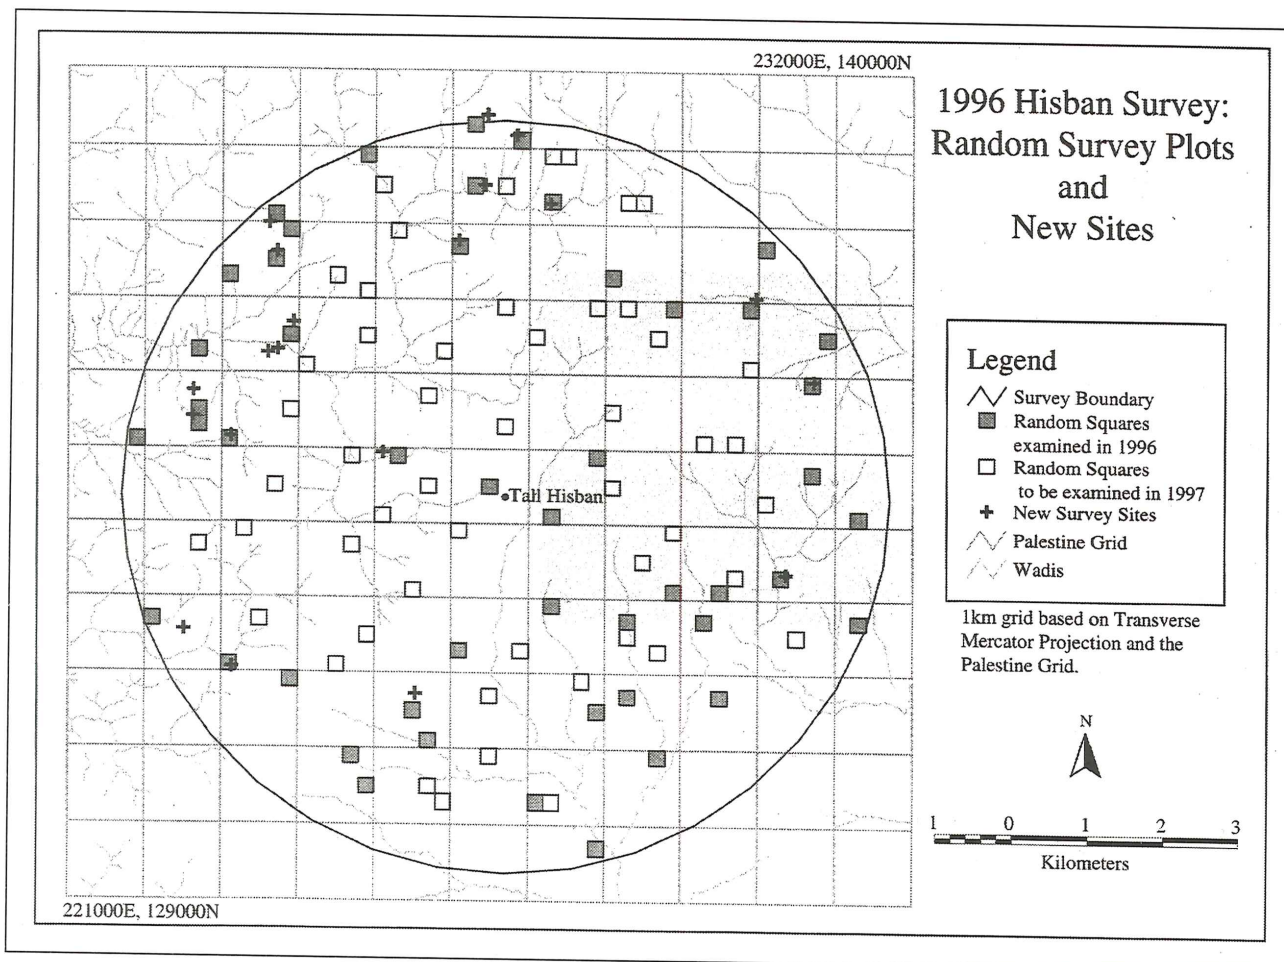 232000E, 140000N
1996 Hisban Survey:
Random Survey Plots
and
New Sites
Legend
Survey Boundary
Random Squares
examined in 1996
Random Squares
to be examined in 1997
New Survey Sites
Palestine Grid
Wadis
Tall Hisban
1km grid based on Transverse
Mercator Projection and the
Palestine Grid.
N
1 0 1 2 3
Kilometers
221000E, 129000N